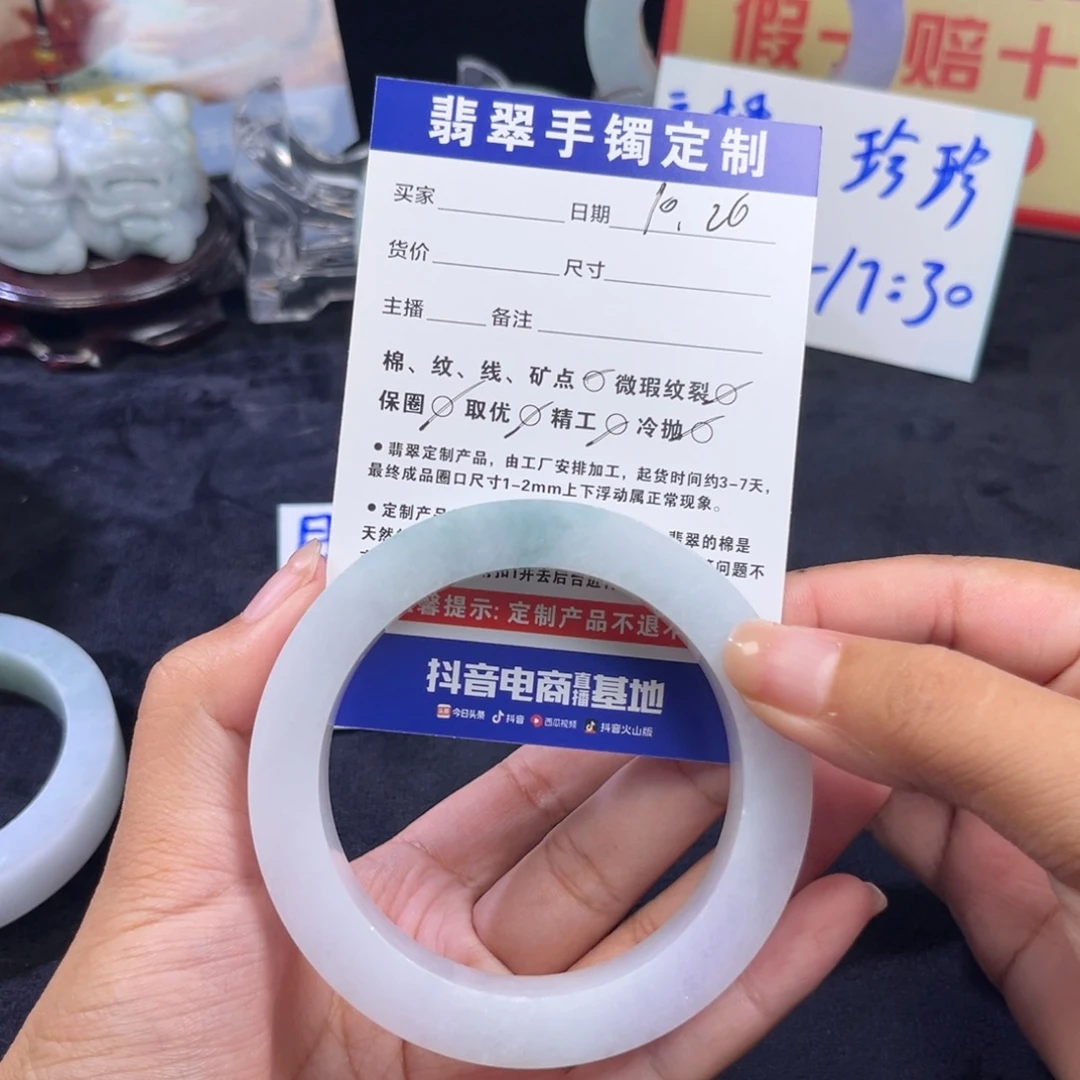 假一赔十
珍珍
-17:30
翡翠手镯定制
买家 日期 10.26
货价 尺寸
主播 备注
棉、纹、线、矿点 微瑕纹裂
保圈 取优 精工 冷抛
● 翡翠定制产品，由工厂安排加工，起货时间约3-7天，
最终成品圈口尺寸1-2mm上下浮动属正常现象。
● 定制产品 翡翠的棉是
天然 问题不
馨提示: 定制产品不退
抖音电商直播基地
今日头条 抖音 西瓜视频 抖音火山版